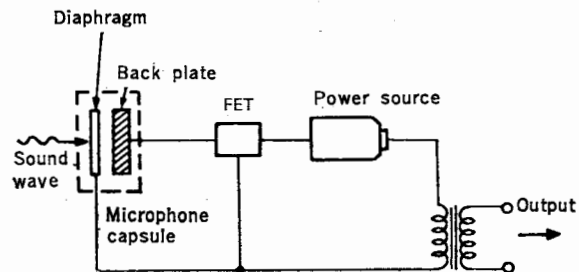 Diaphragm
Back plate
FET
Power source
Sound
wave
Microphone
capsule
Output